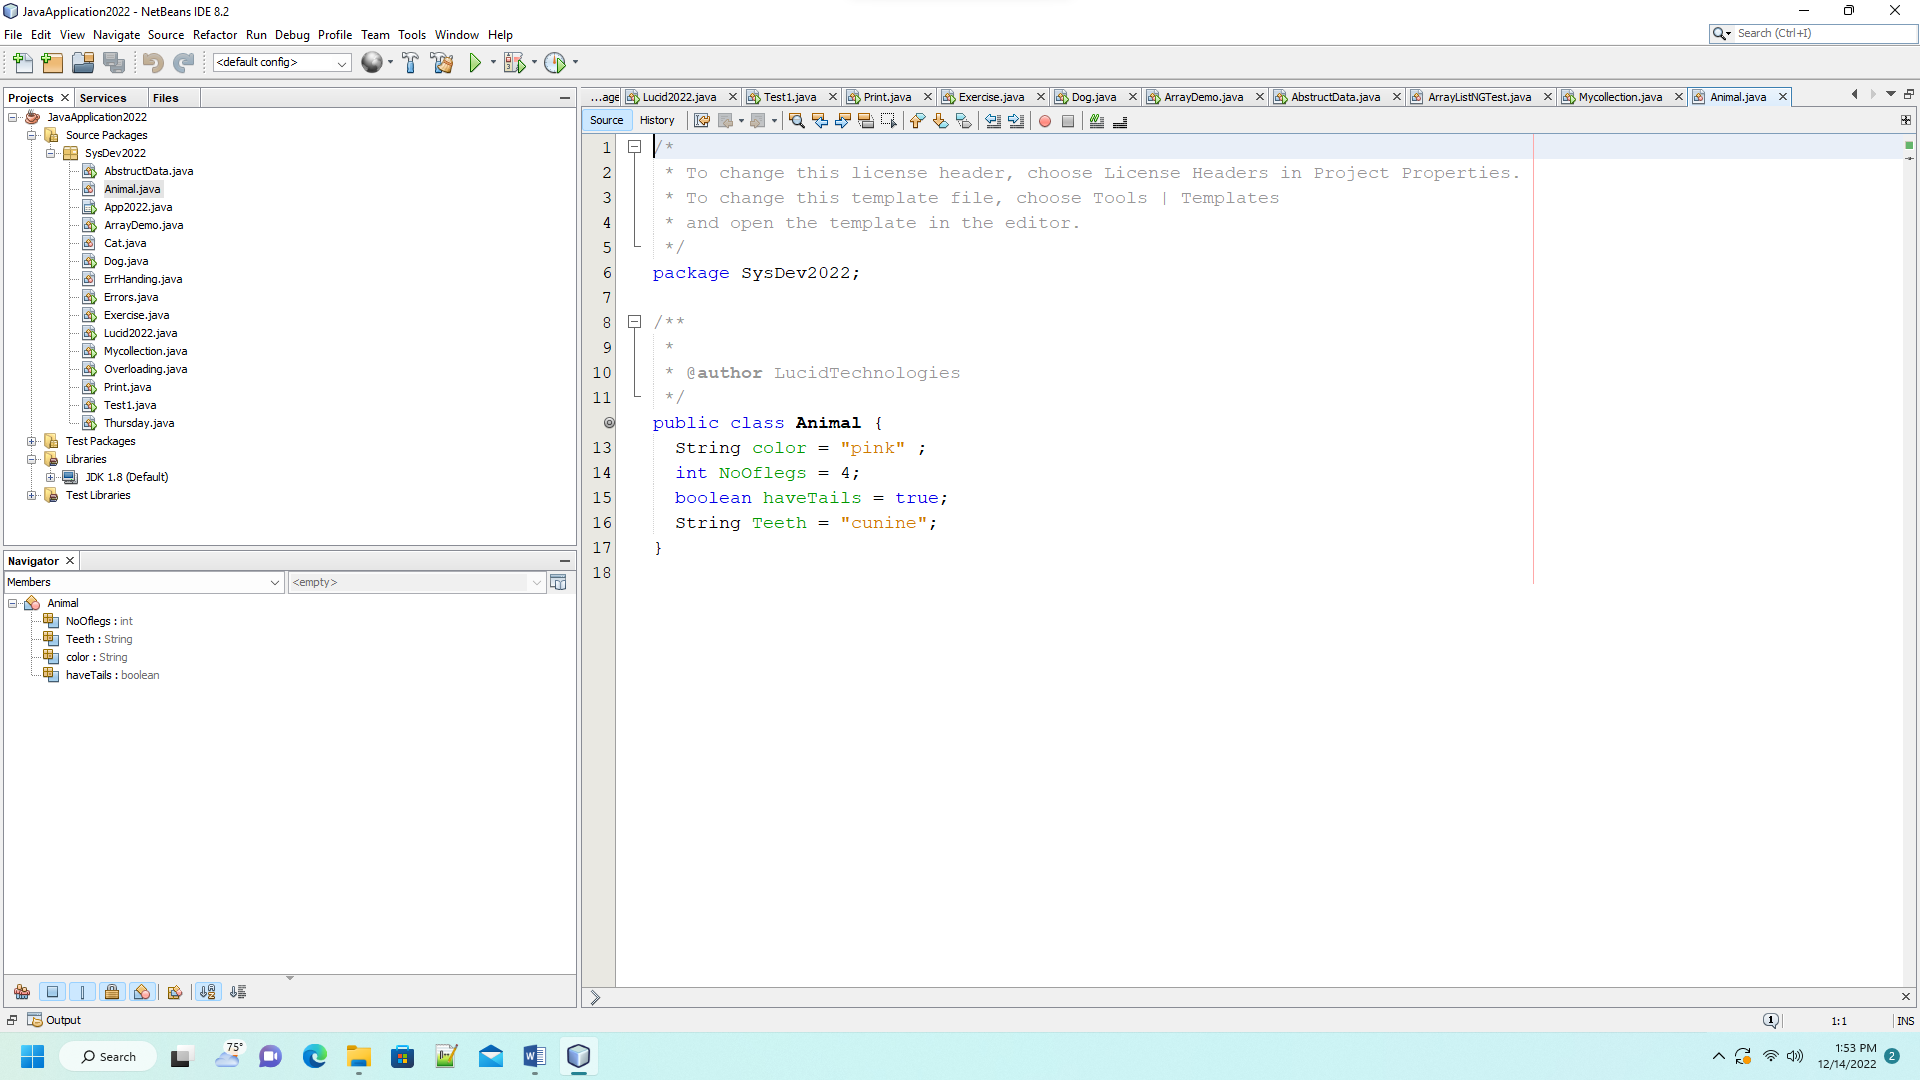 JavaApplication2022 - NetBeans IDE 8.2
File Edit View Navigate Source Refactor Run Debug Profile Team Tools Window Help
Search (Ctrl+I)
<default config>
Projects Services Files
JavaApplication2022
Source Packages
SysDev2022
AbstructData.java
Animal.java
App2022.java
ArrayDemo.java
Cat.java
Dog.java
ErrHanding.java
Errors.java
Exercise.java
Lucid2022.java
Mycollection.java
Overloading.java
Print.java
Test1.java
Thursday.java
Test Packages
Libraries
JDK 1.8 (Default)
Test Libraries
Navigator
Members <empty>
Animal
NoOflegs : int
Teeth : String
color : String
haveTails : boolean
...age Lucid2022.java Test1.java Print.java Exercise.java Dog.java ArrayDemo.java AbstructData.java ArrayListNGTest.java Mycollection.java Animal.java
Source History
1 /*
2 * To change this license header, choose License Headers in Project Properties.
3 * To change this template file, choose Tools | Templates
4 * and open the template in the editor.
5 */
6 package SysDev2022;
7
8 /**
9 *
10 * @author LucidTechnologies
11 */
public class Animal {
13 String color = "pink" ;
14 int NoOflegs = 4;
15 boolean haveTails = true;
16 String Teeth = "cunine";
17 }
18
Output
1 1:1 INS
Search
75°
1:53 PM
12/14/2022
2